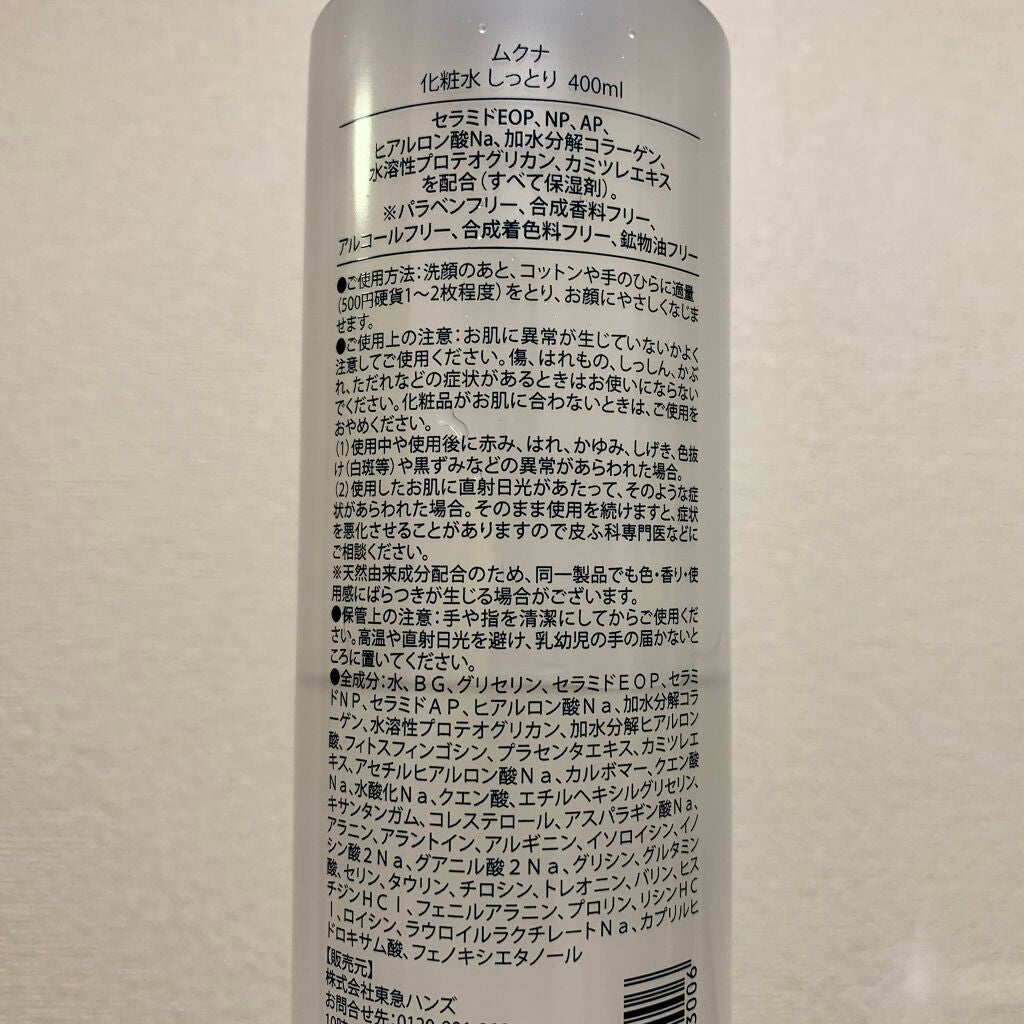 ムクナ
化粧水 しっとり 400ml
セラミドEOP、NP、AP、
ヒアルロン酸Na、加水分解コラーゲン、
水溶性プロテオグリカン、カミツレエキス
を配合(すべて保湿剤)。
※パラベンフリー、合成香料フリー、
アルコールフリー、合成着色料フリー、鉱物油フリー
●ご使用方法:洗顔のあと、コットンや手のひらに適量
(500円硬貨1〜2枚程度)をとり、お顔にやさしくなじま
せます。
●ご使用上の注意:お肌に異常が生じていないかよく
注意してご使用ください。傷、はれもの、しっしん、かぶ
れ、ただれなどの症状があるときはお使いにならない
でください。化粧品がお肌に合わないときは、ご使用を
おやめください。
(1)使用中や使用後に赤み、はれ、かゆみ、しげき、色抜
け(白斑等)や黒ずみなどの異常があらわれた場合。
(2)使用したお肌に直射日光があたって、そのような症
状があらわれた場合。そのまま使用を続けますと、症状
を悪化させることがありますので皮ふ科専門医などに
ご相談ください。
※天然由来成分配合のため、同一製品でも色・香り・使
用感にばらつきが生じる場合がございます。
●保管上の注意:手や指を清潔にしてからご使用くだ
さい。高温や直射日光を避け、乳幼児の手の届かないと
ころに置いてください。
●全成分:水、BG、グリセリン、セラミドEOP、セラミ
ドNP、セラミドAP、ヒアルロン酸Na、加水分解コラ
ーゲン、水溶性プロテオグリカン、加水分解ヒアルロン
酸、フィトスフィンゴシン、プラセンタエキス、カミツレエ
キス、アセチルヒアルロン酸Na、カルボマー、クエン酸
Na、水酸化Na、クエン酸、エチルヘキシルグリセリン、
キサンタンガム、コレステロール、アスパラギン酸Na、
アラニン、アラントイン、アルギニン、イソロイシン、イノ
シン酸2Na、グアニル酸2Na、グリシン、グルタミン
酸、セリン、タウリン、チロシン、トレオニン、バリン、ヒス
チジンHCl、フェニルアラニン、プロリン、リシンHC
l、ロイシン、ラウロイルラクチレートNa、カプリルヒ
ドロキサム酸、フェノキシエタノール
【販売元】
株式会社東急ハンズ
お問合せ先:0120-
3006